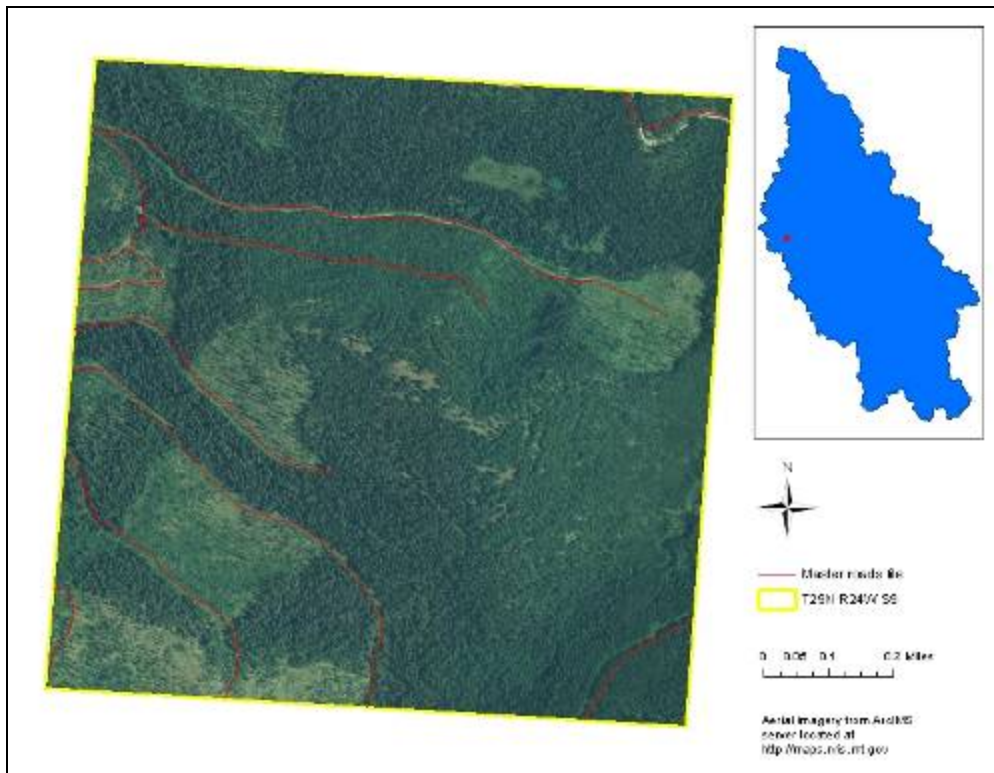 N
Master roads file
T29N R24W S9
0 0.05 0.1 0.2 Miles
Aerial imagery from ArcIMS
server located at
http://maps.nris.mt.gov